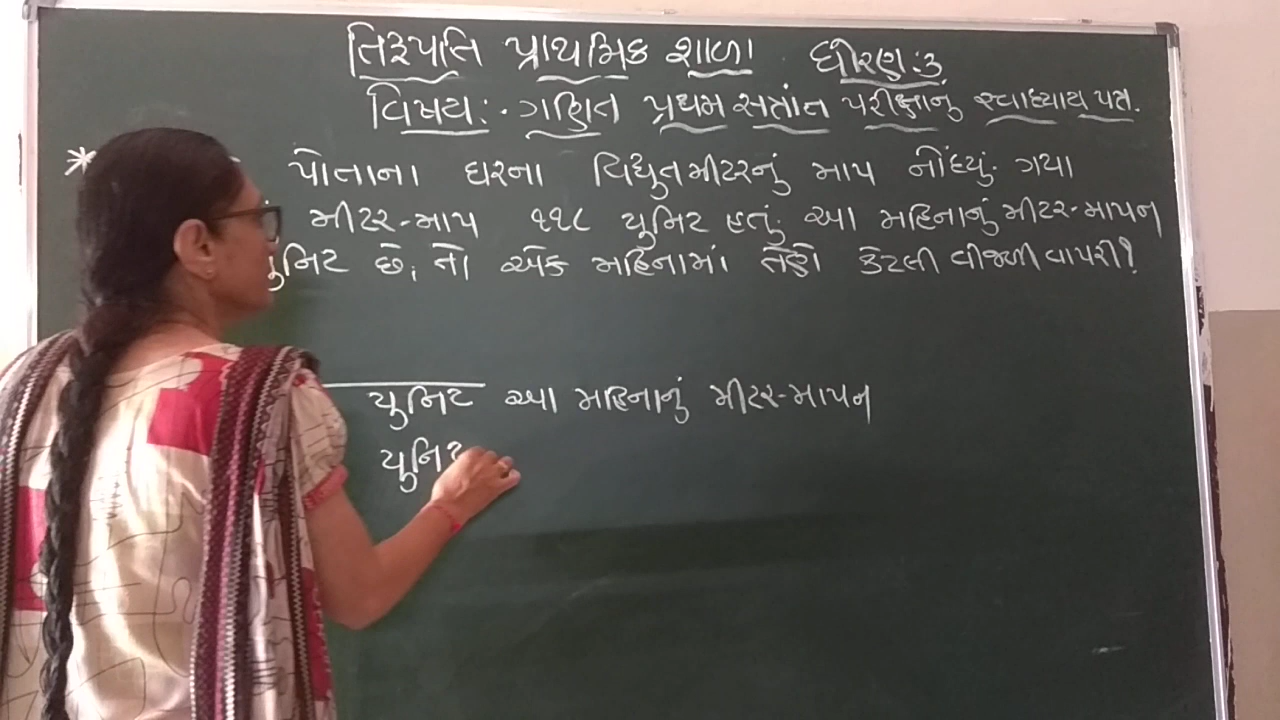 તિરૂપતિ પ્રાથમિક શાળા ધોરણ:૩
વિષય:- ગણિત પ્રથમ સત્રાંત પરીક્ષાનું સ્વાધ્યાય પત્ર.
* પોતાના ઘરના વિદ્યુતમીટરનું માપ નોંધ્યું. ગયા
મીટર-માપ ૧૧૮ યુનિટ હતું. આ મહિનાનું મીટર-માપન
યુનિટ છે, તો એક મહિનામાં તેણે કેટલી વીજળી વાપરી?
યુનિટ આ મહિનાનું મીટર-માપન
યુનિટ